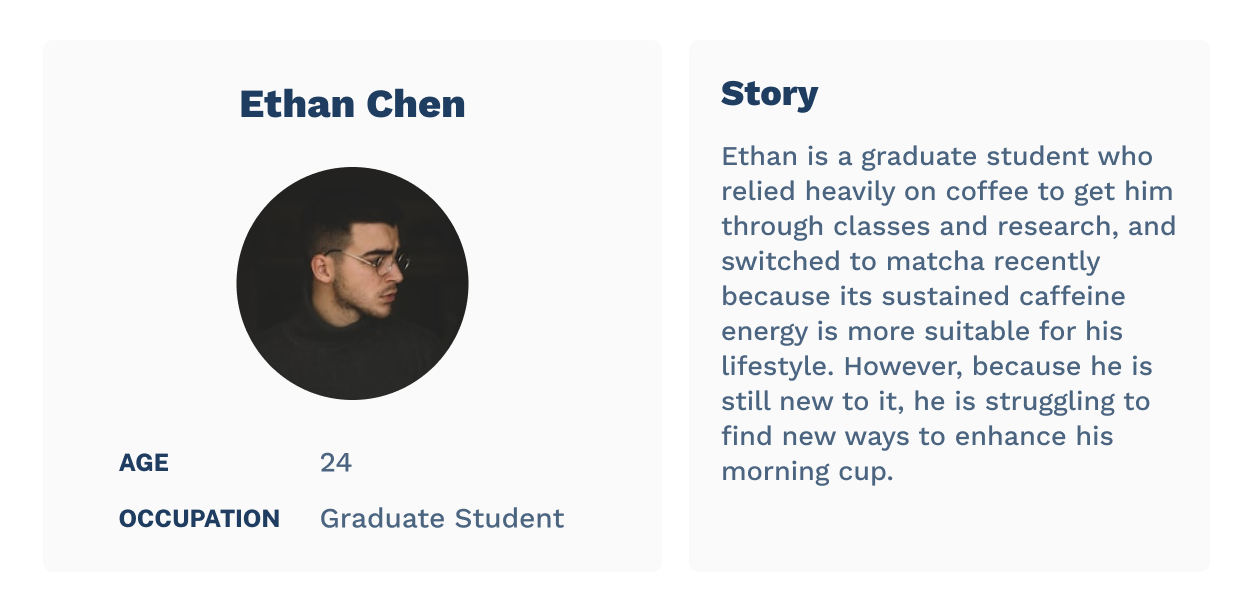 Ethan Chen
AGE 24
OCCUPATION Graduate Student
Story
Ethan is a graduate student who
relied heavily on coffee to get him
through classes and research, and
switched to matcha recently
because its sustained caffeine
energy is more suitable for his
lifestyle. However, because he is
still new to it, he is struggling to
find new ways to enhance his
morning cup.